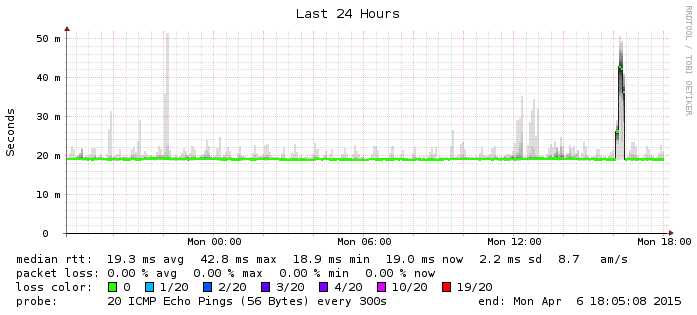 Last 24 Hours
RRDTOOL / TOBI OETIKER
Seconds
50 m
40 m
30 m
20 m
10 m
0
Mon 00:00 Mon 06:00 Mon 12:00 Mon 18:00
median rtt: 19.3 ms avg 42.8 ms max 18.9 ms min 19.0 ms now 2.2 ms sd 8.7 am/s
packet loss: 0.00 % avg 0.00 % max 0.00 % min 0.00 % now
loss color: 0 1/20 2/20 3/20 4/20 10/20 19/20
probe: 20 ICMP Echo Pings (56 Bytes) every 300s end: Mon Apr 6 18:05:08 2015